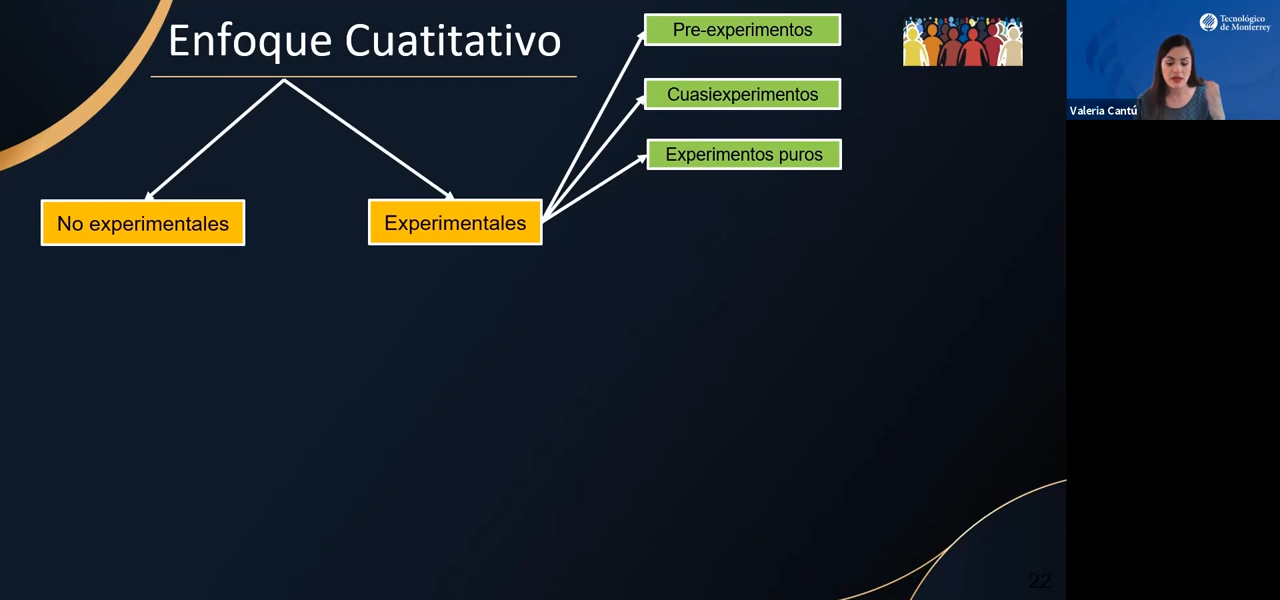 Enfoque Cuatitativo
Pre-experimentos
Cuasiexperimentos
Experimentos puros
No experimentales
Experimentales
22
Tecnológico
de Monterrey
Valeria Cantú